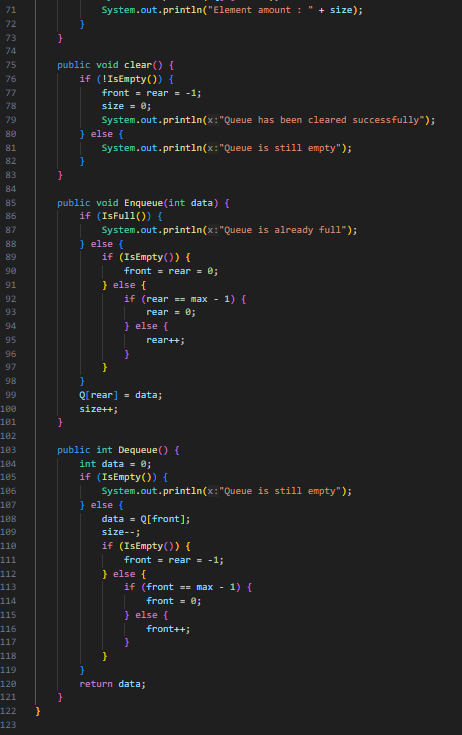 71 System.out.println("Element amount : " + size);
72 }
73 }
74
75 public void clear() {
76 if (!IsEmpty()) {
77 front = rear = -1;
78 size = 0;
79 System.out.println(x:"Queue has been cleared successfully");
80 } else {
81 System.out.println(x:"Queue is still empty");
82 }
83 }
84
85 public void Enqueue(int data) {
86 if (IsFull()) {
87 System.out.println(x:"Queue is already full");
88 } else {
89 if (IsEmpty()) {
90 front = rear = 0;
91 } else {
92 if (rear == max - 1) {
93 rear = 0;
94 } else {
95 rear++;
96 }
97 }
98 }
99 Q[rear] = data;
100 size++;
101 }
102
103 public int Dequeue() {
104 int data = 0;
105 if (IsEmpty()) {
106 System.out.println(x:"Queue is still empty");
107 } else {
108 data = Q[front];
109 size--;
110 if (IsEmpty()) {
111 front = rear = -1;
112 } else {
113 if (front == max - 1) {
114 front = 0;
115 } else {
116 front++;
117 }
118 }
119 }
120 return data;
121 }
122 }
123